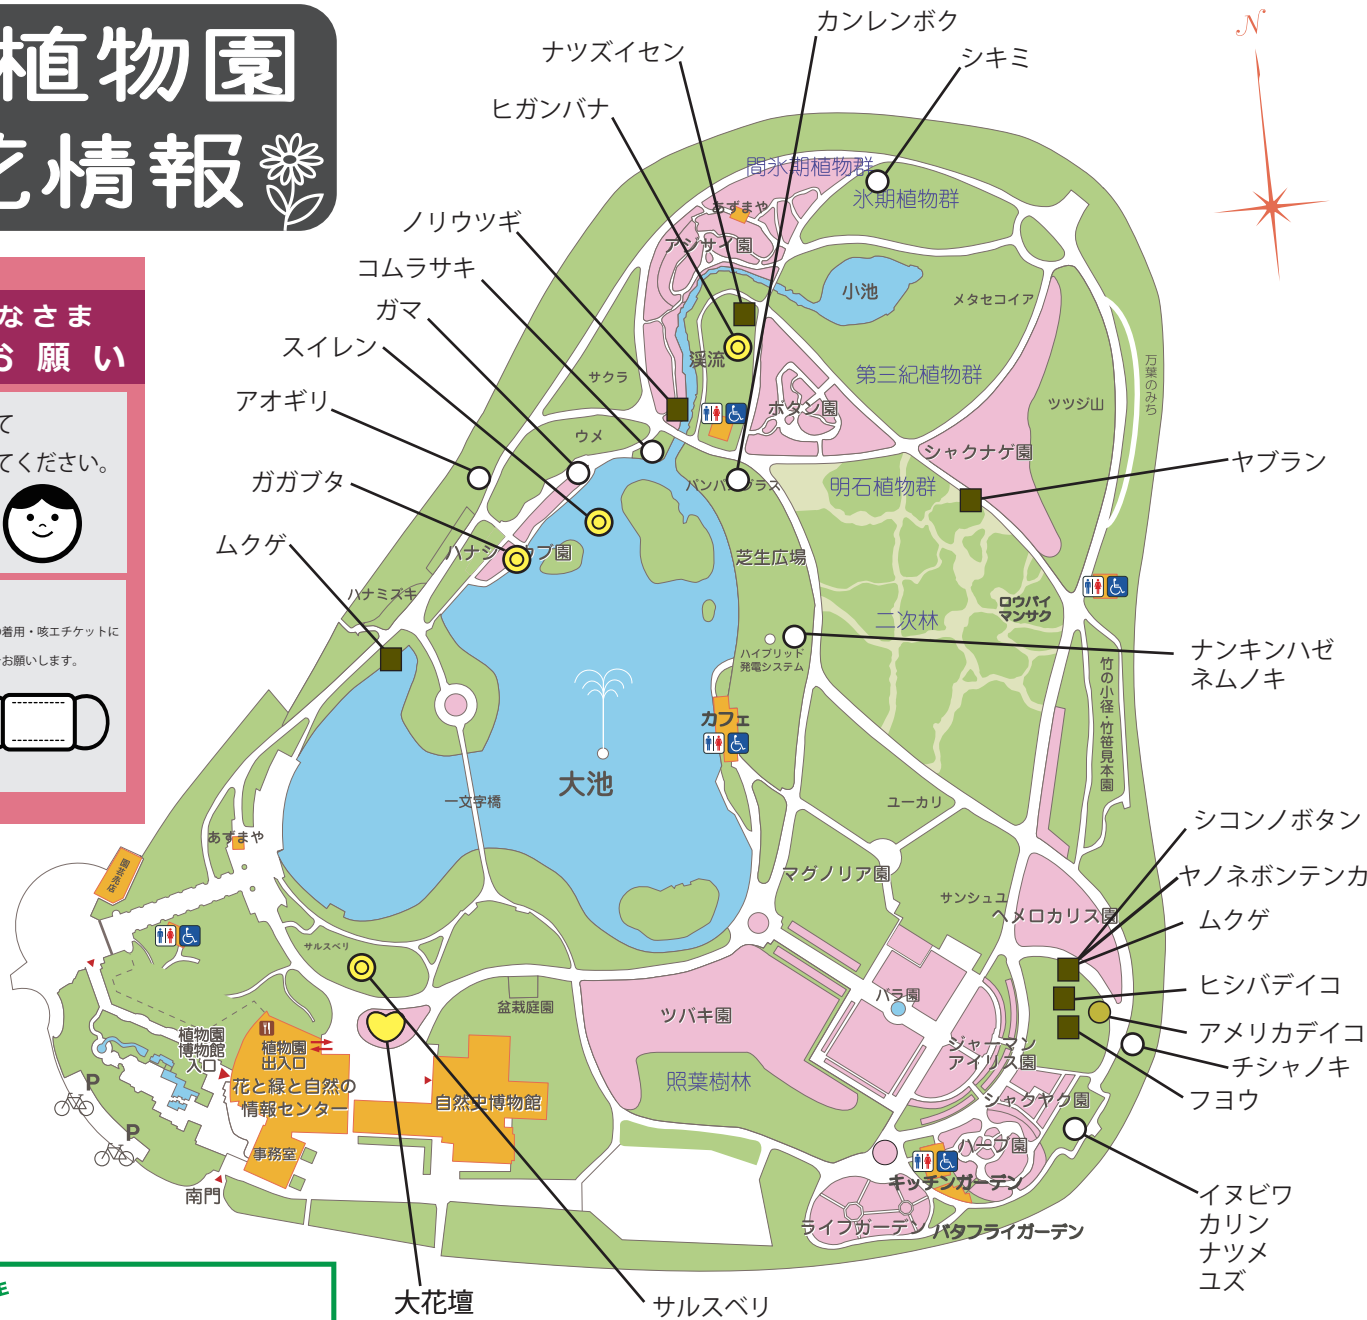 植物園
花情報
なさま
お願い
て
てください。
の着用・咳エチケットに
お願いします。
N
カンレンボク
ナツズイセン
シキミ
ヒガンバナ
ノリウツギ
コムラサキ
ガマ
スイレン
アオギリ
ガガブタ
ムクゲ
間氷期植物群
氷期植物群
あずまや
アジサイ園
小池
メタセコイア
万葉のみち
渓流
サクラ
第三紀植物群
ツツジ山
ボタン園
ウメ
シャクナゲ園
ヤブラン
パンパスグラス
明石植物群
ハナショウブ園
芝生広場
ハナミズキ
ロウバイ
マンサク
二次林
ハイブリッド
発電システム
ナンキンハゼ
ネムノキ
竹の小径・竹笹見本園
カフェ
大池
一文字橋
ユーカリ
あずまや
園芸売店
シコンノボタン
ヤノネボンテンカ
ムクゲ
ヒシバデイコ
アメリカデイコ
チシャノキ
フヨウ
マグノリア園
サンシュユ
ヘメロカリス園
サルスベリ
盆栽庭園
ツバキ園
バラ園
ジャーマン
アイリス園
植物園
博物館
入口
植物園
出入口
花と緑と自然の
情報センター
自然史博物館
照葉樹林
シャクヤク園
P
P
事務室
南門
ハーブ園
キッチンガーデン
ライフガーデン
バタフライガーデン
イヌビワ
カリン
ナツメ
ユズ
大花壇
サルスベリ